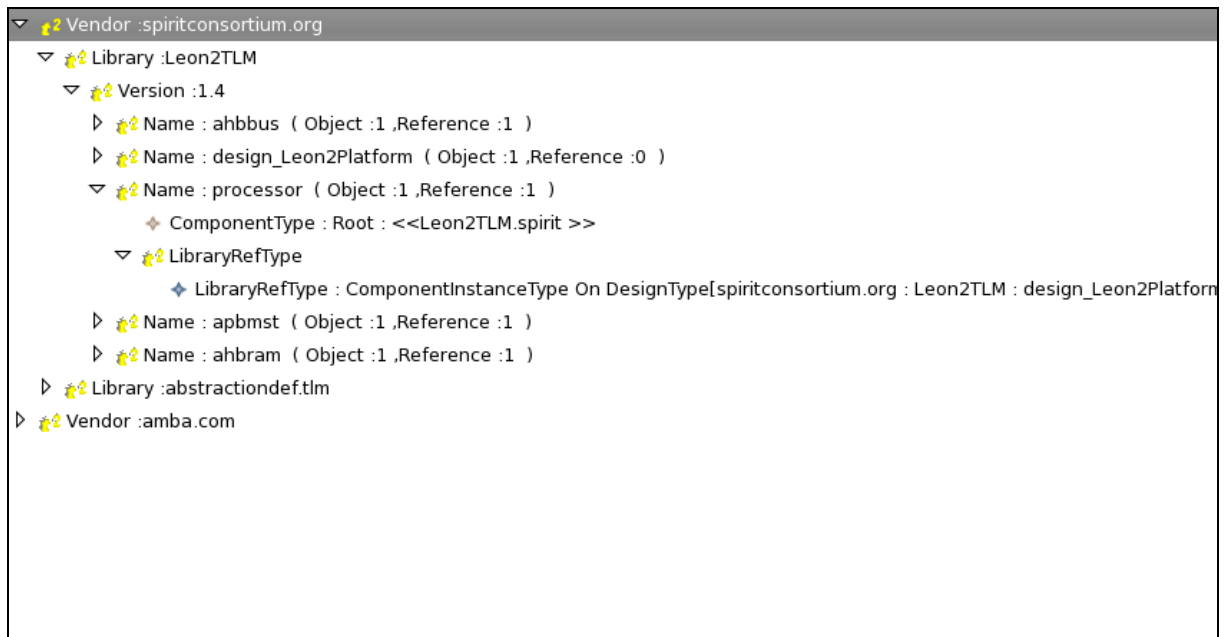 Vendor :spiritconsortium.org
Library :Leon2TLM
Version :1.4
Name : ahbbus ( Object :1 ,Reference :1 )
Name : design_Leon2Platform ( Object :1 ,Reference :0 )
Name : processor ( Object :1 ,Reference :1 )
ComponentType : Root : <<Leon2TLM.spirit >>
LibraryRefType
LibraryRefType : ComponentInstanceType On DesignType[spiritconsortium.org : Leon2TLM : design_Leon2Platform
Name : apbmst ( Object :1 ,Reference :1 )
Name : ahbram ( Object :1 ,Reference :1 )
Library :abstractiondef.tlm
Vendor :amba.com